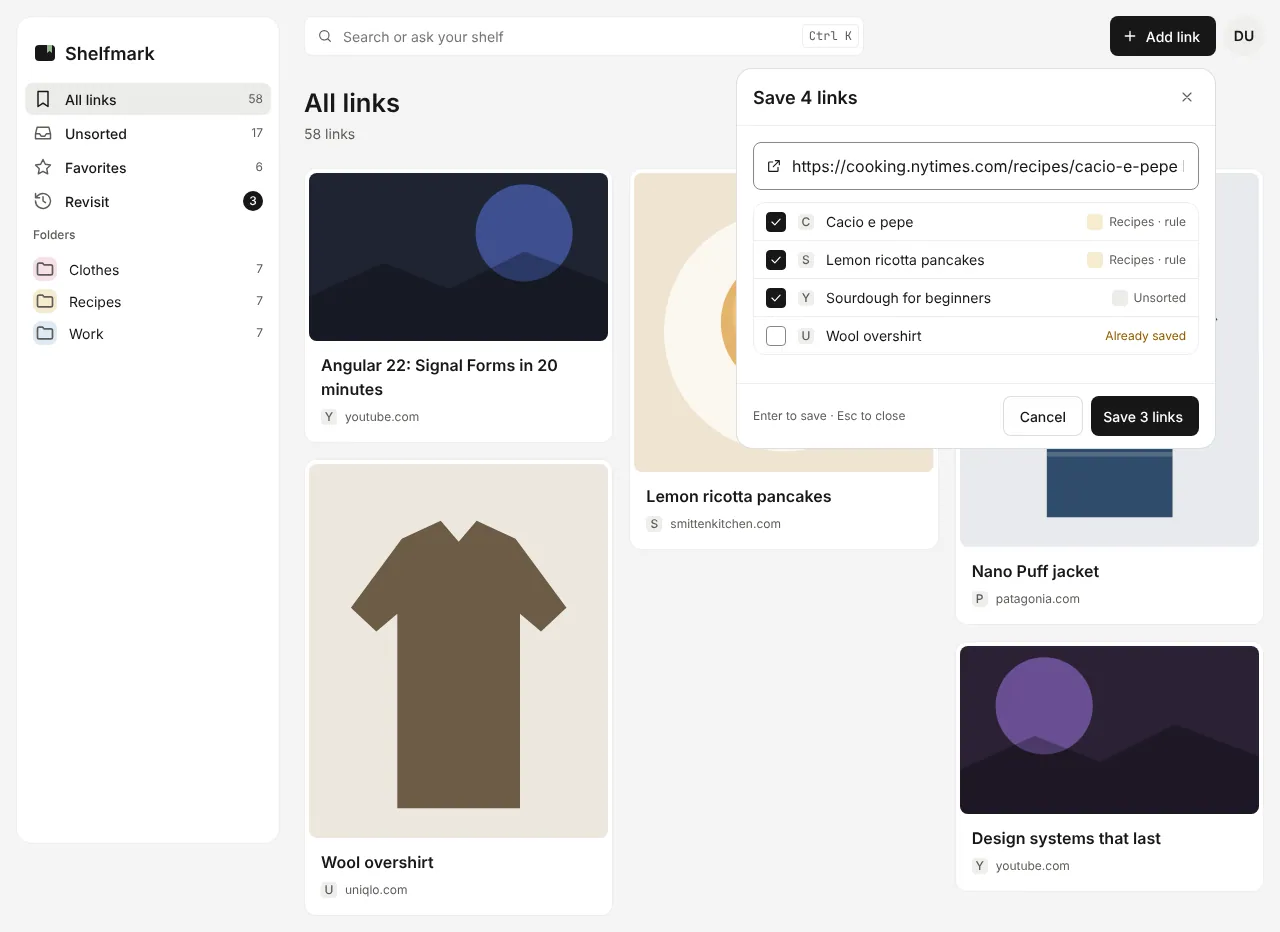 Shelfmark
All links 58
Unsorted 17
Favorites 6
Revisit 3
Folders
Clothes 7
Recipes 7
Work 7
Search or ask your shelf Ctrl K
Add link
DU
All links
58 links
Angular 22: Signal Forms in 20
minutes
Y youtube.com
Wool overshirt
U uniqlo.com
Lemon ricotta pancakes
S smittenkitchen.com
Nano Puff jacket
P patagonia.com
Design systems that last
Y youtube.com
Save 4 links
https://cooking.nytimes.com/recipes/cacio-e-pepe
C Cacio e pepe Recipes · rule
S Lemon ricotta pancakes Recipes · rule
Y Sourdough for beginners Unsorted
U Wool overshirt Already saved
Enter to save · Esc to close
Cancel
Save 3 links